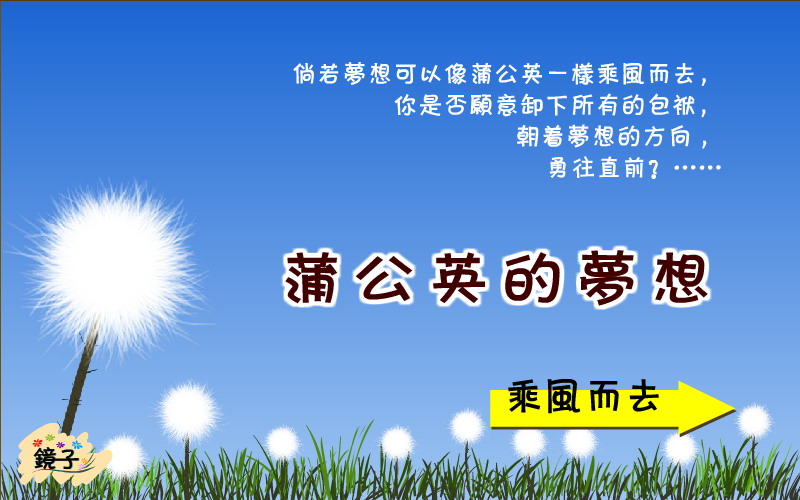 倘若夢想可以像蒲公英一樣乘風而去，
你是否願意卸下所有的包袱，
朝着夢想的方向，
勇往直前？……
蒲公英的夢想
乘風而去
鏡子